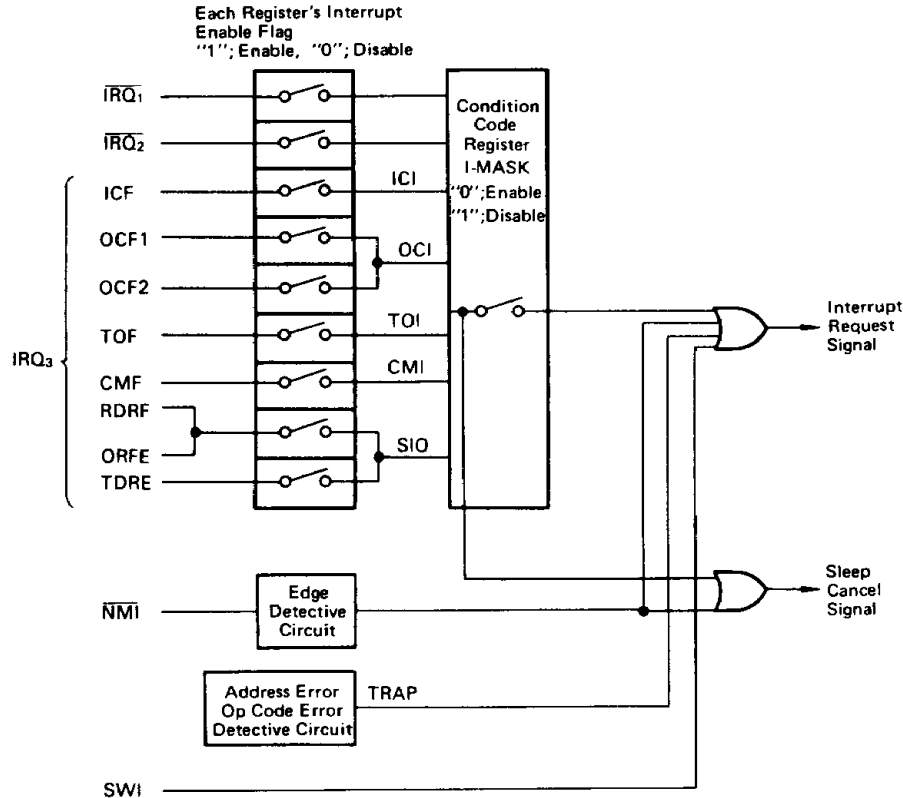 Each Register's Interrupt
Enable Flag
"1"; Enable, "0"; Disable
IRQ1
IRQ2
ICF
OCF1
OCF2
TOF
CMF
RDRF
ORFE
TDRE
IRQ3
ICI
OCI
TOI
CMI
SIO
Condition
Code
Register
I-MASK
"0";Enable
"1";Disable
Interrupt
Request
Signal
Sleep
Cancel
Signal
NMI
Edge
Detective
Circuit
Address Error
Op Code Error
Detective Circuit
TRAP
SWI